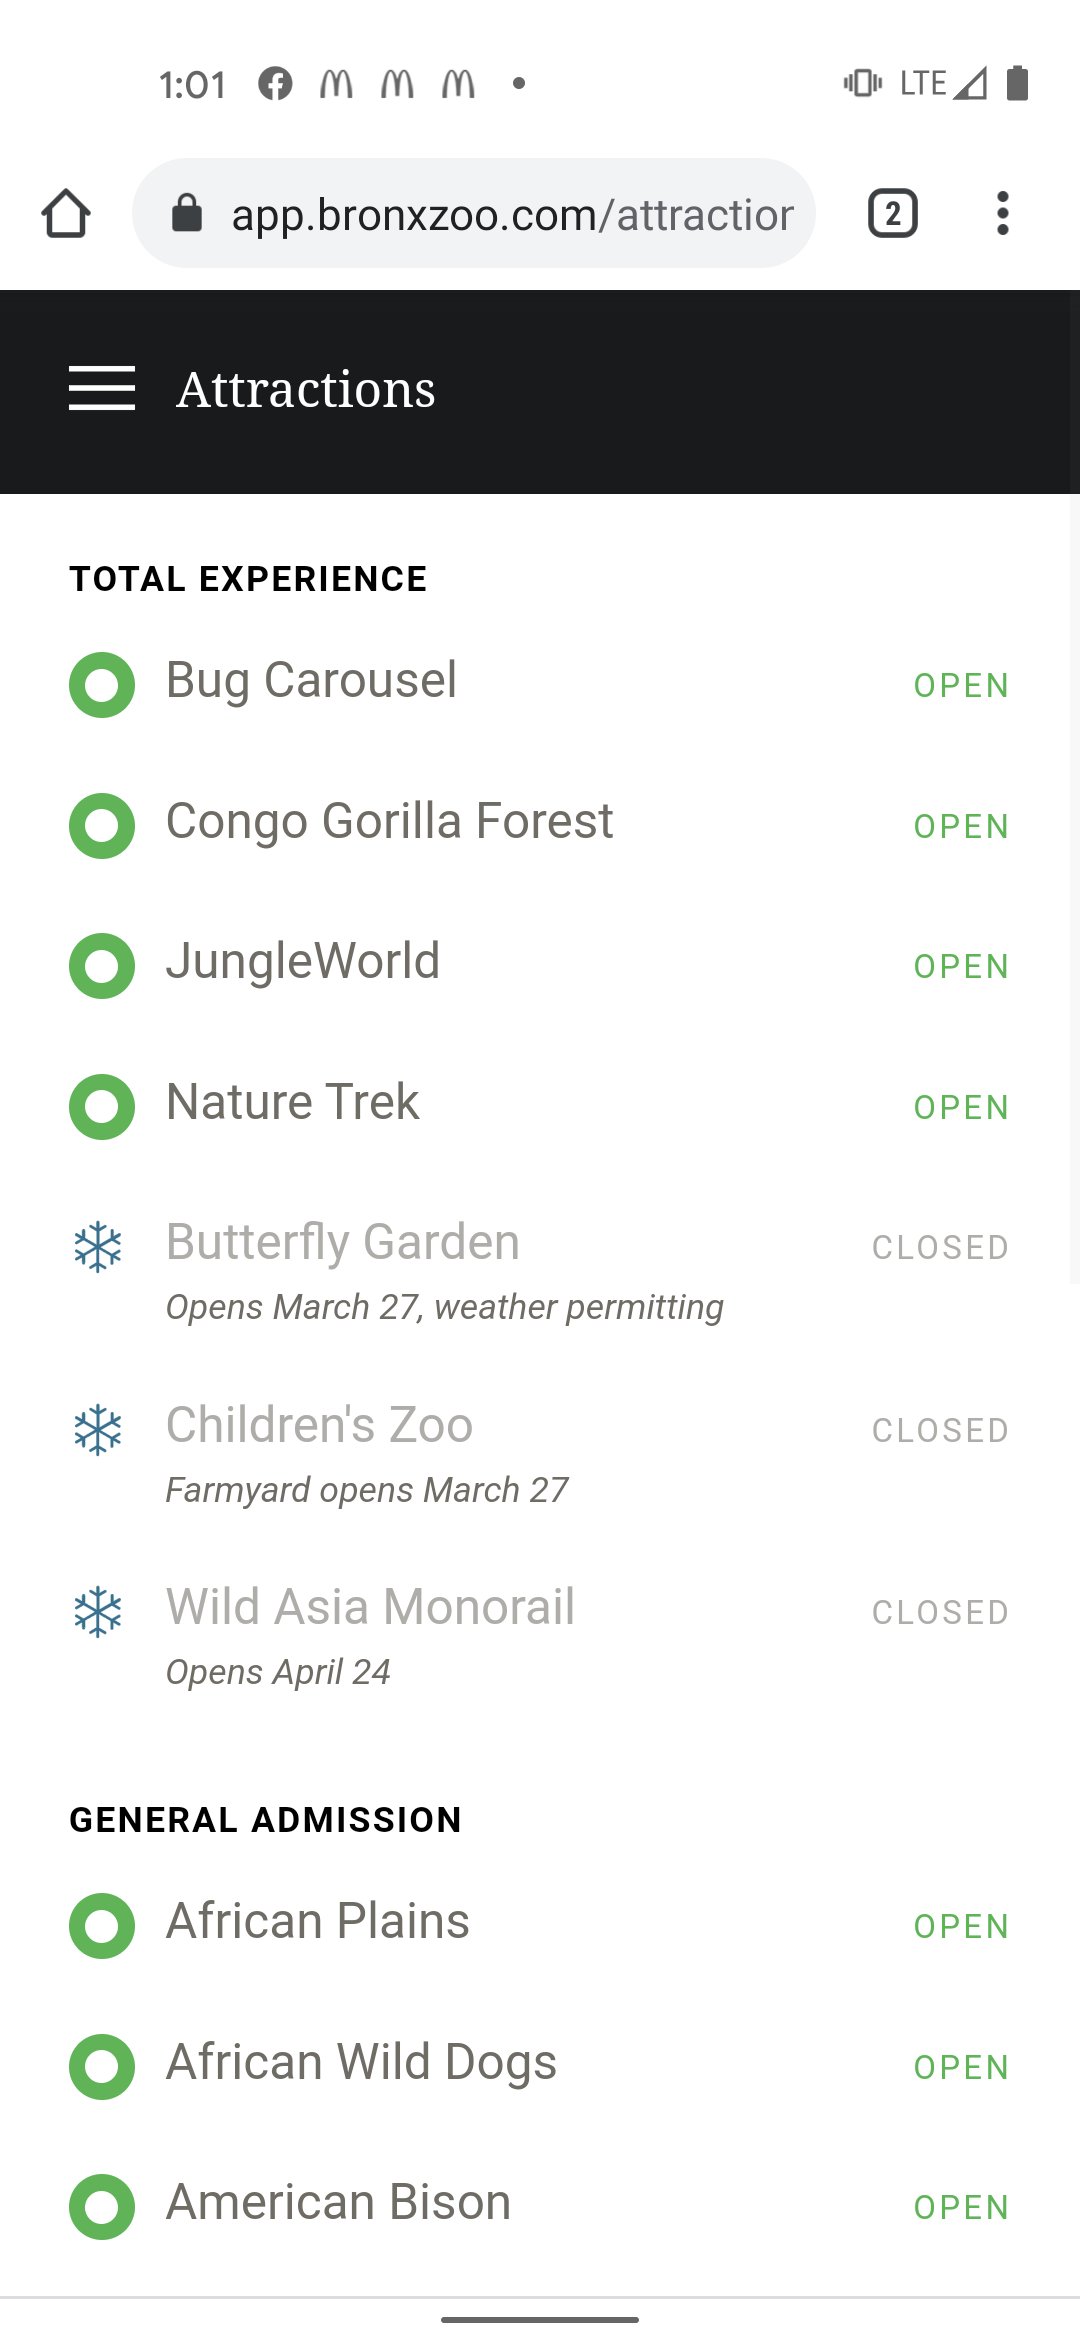 1:01
LTE
app.bronxzoo.com/attraction
2
Attractions
TOTAL EXPERIENCE
Bug Carousel OPEN
Congo Gorilla Forest OPEN
JungleWorld OPEN
Nature Trek OPEN
Butterfly Garden CLOSED
Opens March 27, weather permitting
Children's Zoo CLOSED
Farmyard opens March 27
Wild Asia Monorail CLOSED
Opens April 24
GENERAL ADMISSION
African Plains OPEN
African Wild Dogs OPEN
American Bison OPEN